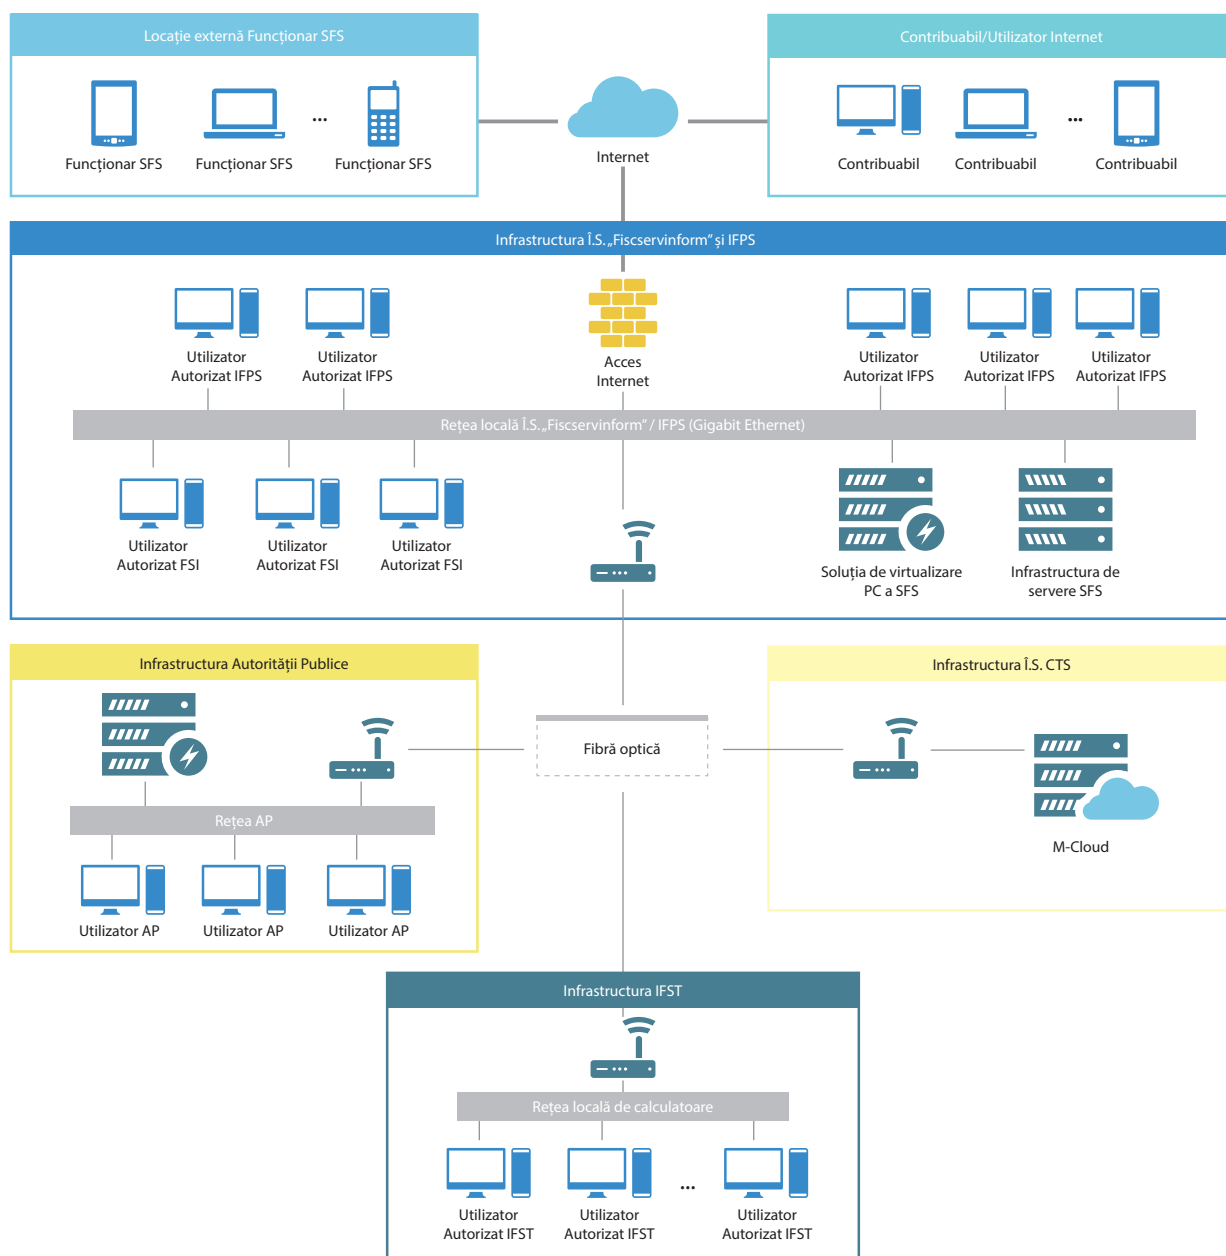 Locație externă Funcționar SFS
Contribuabil/Utilizator Internet
...
...
Funcționar SFS
Funcționar SFS
Funcționar SFS
Internet
Contribuabil
Contribuabil
Contribuabil
Infrastructura Î.S. „Fiscservinform” și IFPS
Utilizator
Autorizat IFPS
Utilizator
Autorizat IFPS
Acces
Internet
Utilizator
Autorizat IFPS
Utilizator
Autorizat IFPS
Utilizator
Autorizat IFPS
Rețea locală Î.S. „Fiscservinform” / IFPS (Gigabit Ethernet)
Utilizator
Autorizat FSI
Utilizator
Autorizat FSI
Utilizator
Autorizat FSI
Soluția de virtualizare
PC a SFS
Infrastructura de
servere SFS
Infrastructura Autorității Publice
Infrastructura Î.S. CTS
Fibră optică
Rețea AP
M-Cloud
Utilizator AP
Utilizator AP
Utilizator AP
Infrastructura IFST
Rețea locală de calculatoare
...
Utilizator
Autorizat IFST
Utilizator
Autorizat IFST
Utilizator
Autorizat IFST